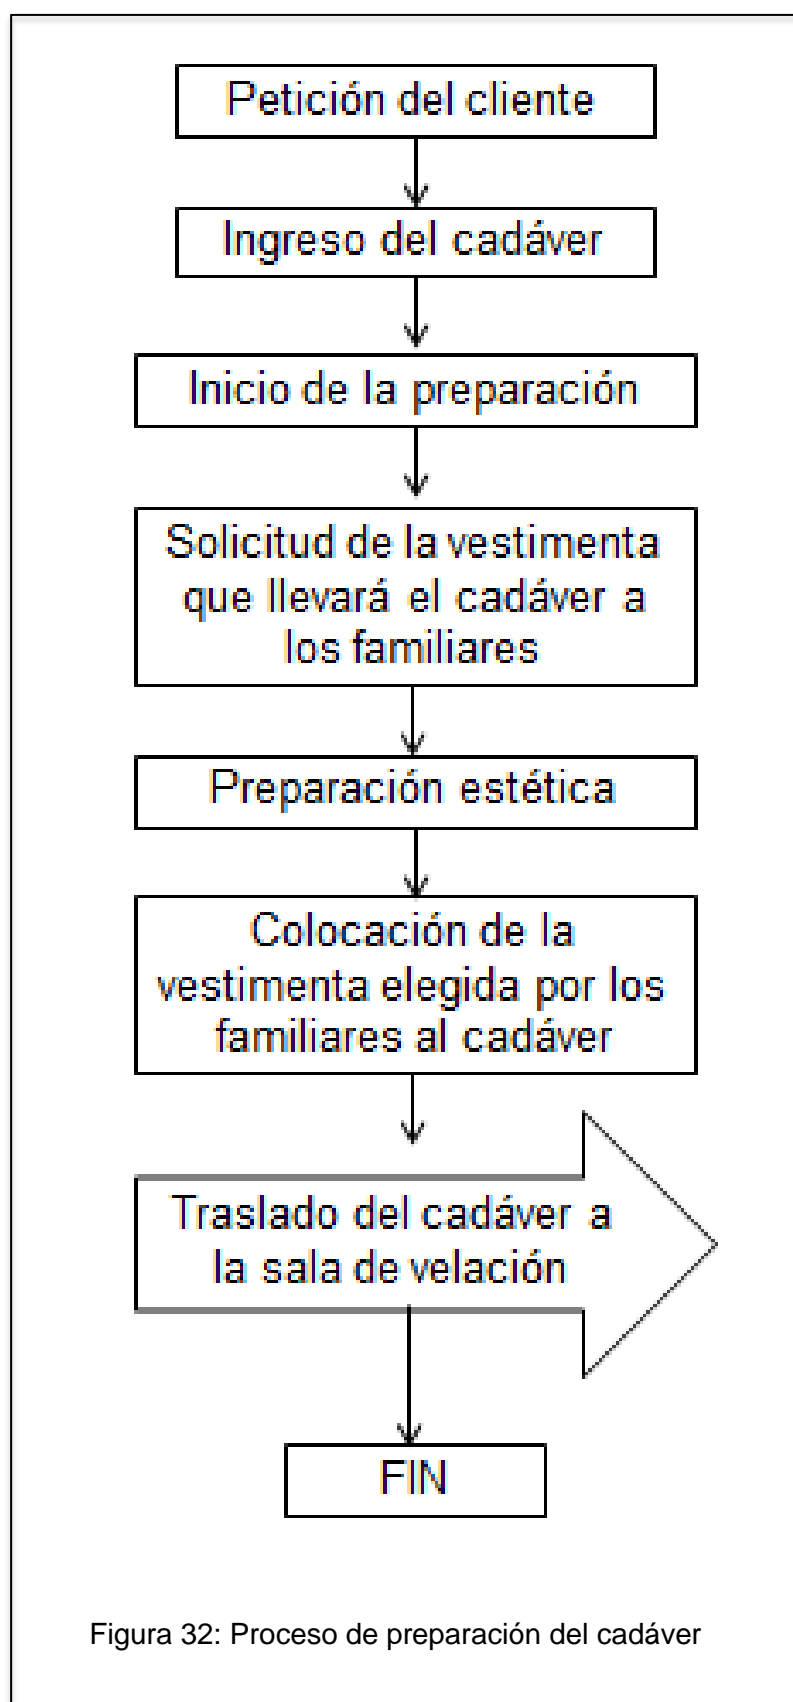 Petición del cliente
Ingreso del cadáver
Inicio de la preparación
Solicitud de la vestimenta
que llevará el cadáver a
los familiares
Preparación estética
Colocación de la
vestimenta elegida por los
familiares al cadáver
Traslado del cadáver a
la sala de velación
FIN
Figura 32: Proceso de preparación del cadáver